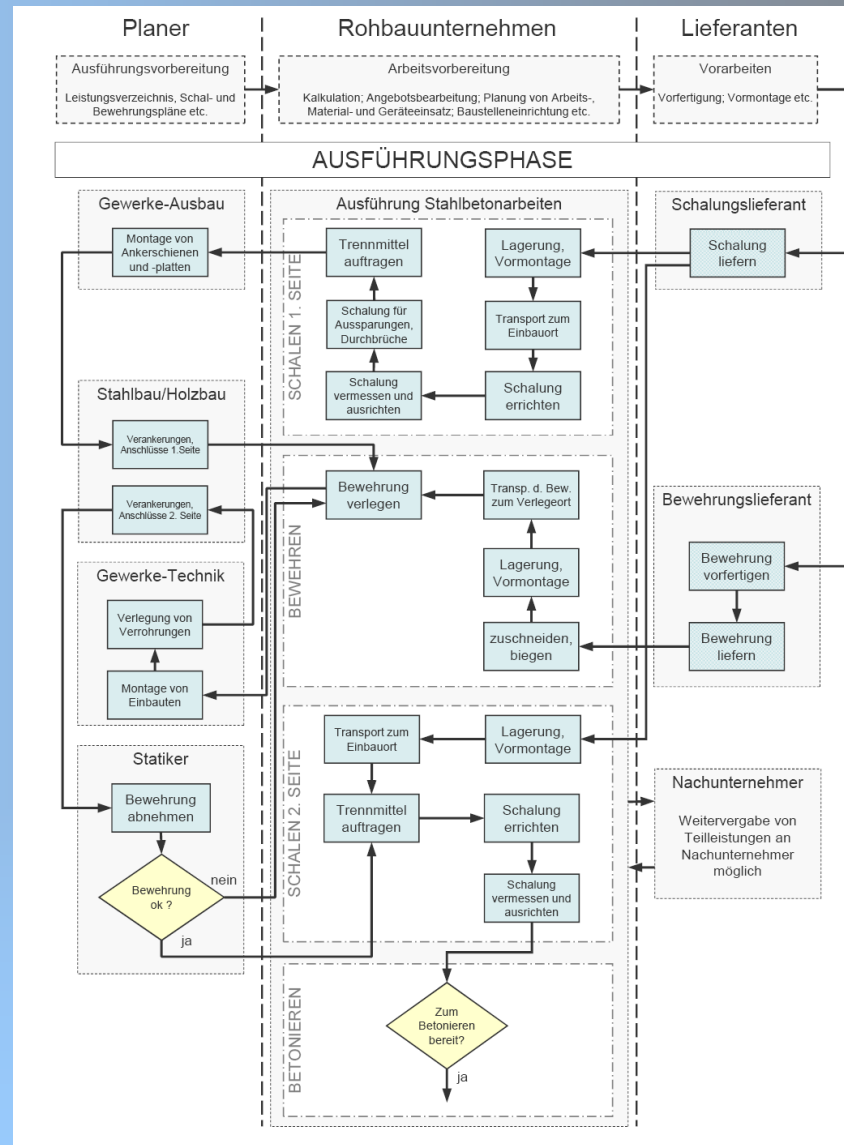 Planer
Rohbauunternehmen
Lieferanten
Ausführungsvorbereitung
Leistungsverzeichnis, Schal- und
Bewehrungspläne etc.
Arbeitsvorbereitung
Kalkulation; Angebotsbearbeitung; Planung von Arbeits-,
Material- und Geräteeinsatz; Baustelleneinrichtung etc.
Vorarbeiten
Vorfertigung; Vormontage etc.
AUSFÜHRUNGSPHASE
Gewerke-Ausbau
Montage von
Ankerschienen
und -platten
Stahlbau/Holzbau
Verankerungen,
Anschlüsse 1.Seite
Verankerungen,
Anschlüsse 2. Seite
Gewerke-Technik
Verlegung von
Verrohrungen
Montage von
Einbauten
Statiker
Bewehrung
abnehmen
Bewehrung
ok ?
nein
ja
Ausführung Stahlbetonarbeiten
SCHALEN 1. SEITE
Trennmittel
auftragen
Lagerung,
Vormontage
Schalung für
Aussparungen,
Durchbrüche
Transport zum
Einbauort
Schalung
vermessen und
ausrichten
Schalung
errichten
BEWEHREN
Bewehrung
verlegen
Transp. d. Bew.
zum Verlegeort
Lagerung,
Vormontage
zuschneiden,
biegen
SCHALEN 2. SEITE
Transport zum
Einbauort
Lagerung,
Vormontage
Trennmittel
auftragen
Schalung
errichten
Schalung
vermessen und
ausrichten
BETONIEREN
Zum
Betonieren
bereit?
ja
Schalungslieferant
Schalung
liefern
Bewehrungslieferant
Bewehrung
vorfertigen
Bewehrung
liefern
Nachunternehmer
Weitervergabe von
Teilleistungen an
Nachunternehmer
möglich